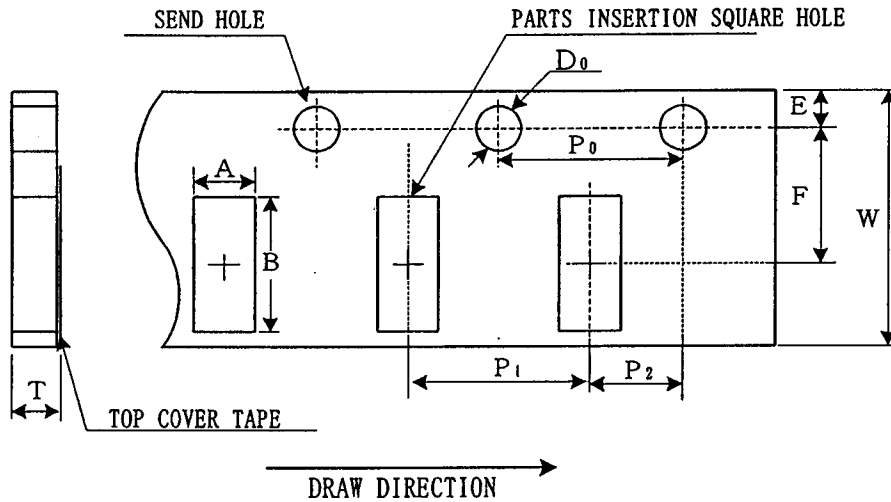 SEND HOLE
PARTS INSERTION SQUARE HOLE
D₀
E
P₀
F
W
A
B
P₁
P₂
T
TOP COVER TAPE
DRAW DIRECTION